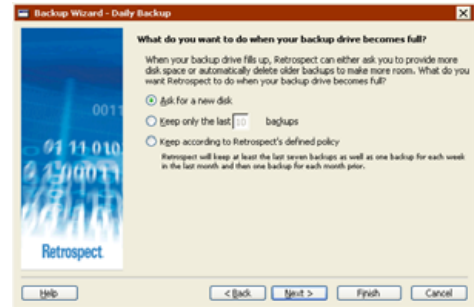 Backup Wizard - Daily Backup
What do you want to do when your backup drive becomes full?
When your backup drive fills up, Retrospect can either ask you to provide more
disk space or automatically delete older backups to make more room. What do you
want Retrospect to do when your backup drive becomes full?
Ask for a new disk
Keep only the last 10 backups
Keep according to Retrospect's defined policy
Retrospect will keep at least the last seven backups as well as one backup for each week
in the last month and then one backup for each month prior.
0011
01 11 010
Retrospect
Help
< Back
Next >
Finish
Cancel